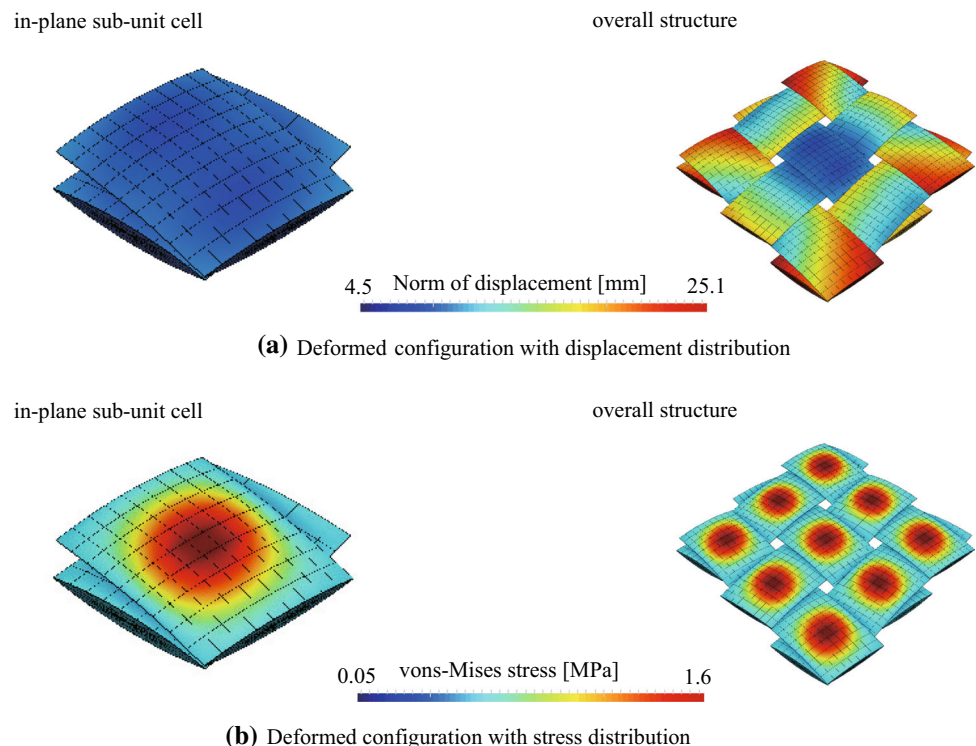 in-plane sub-unit cell
overall structure
4.5 Norm of displacement [mm] 25.1
(a) Deformed configuration with displacement distribution
in-plane sub-unit cell
overall structure
0.05 vons-Mises stress [MPa] 1.6
(b) Deformed configuration with stress distribution